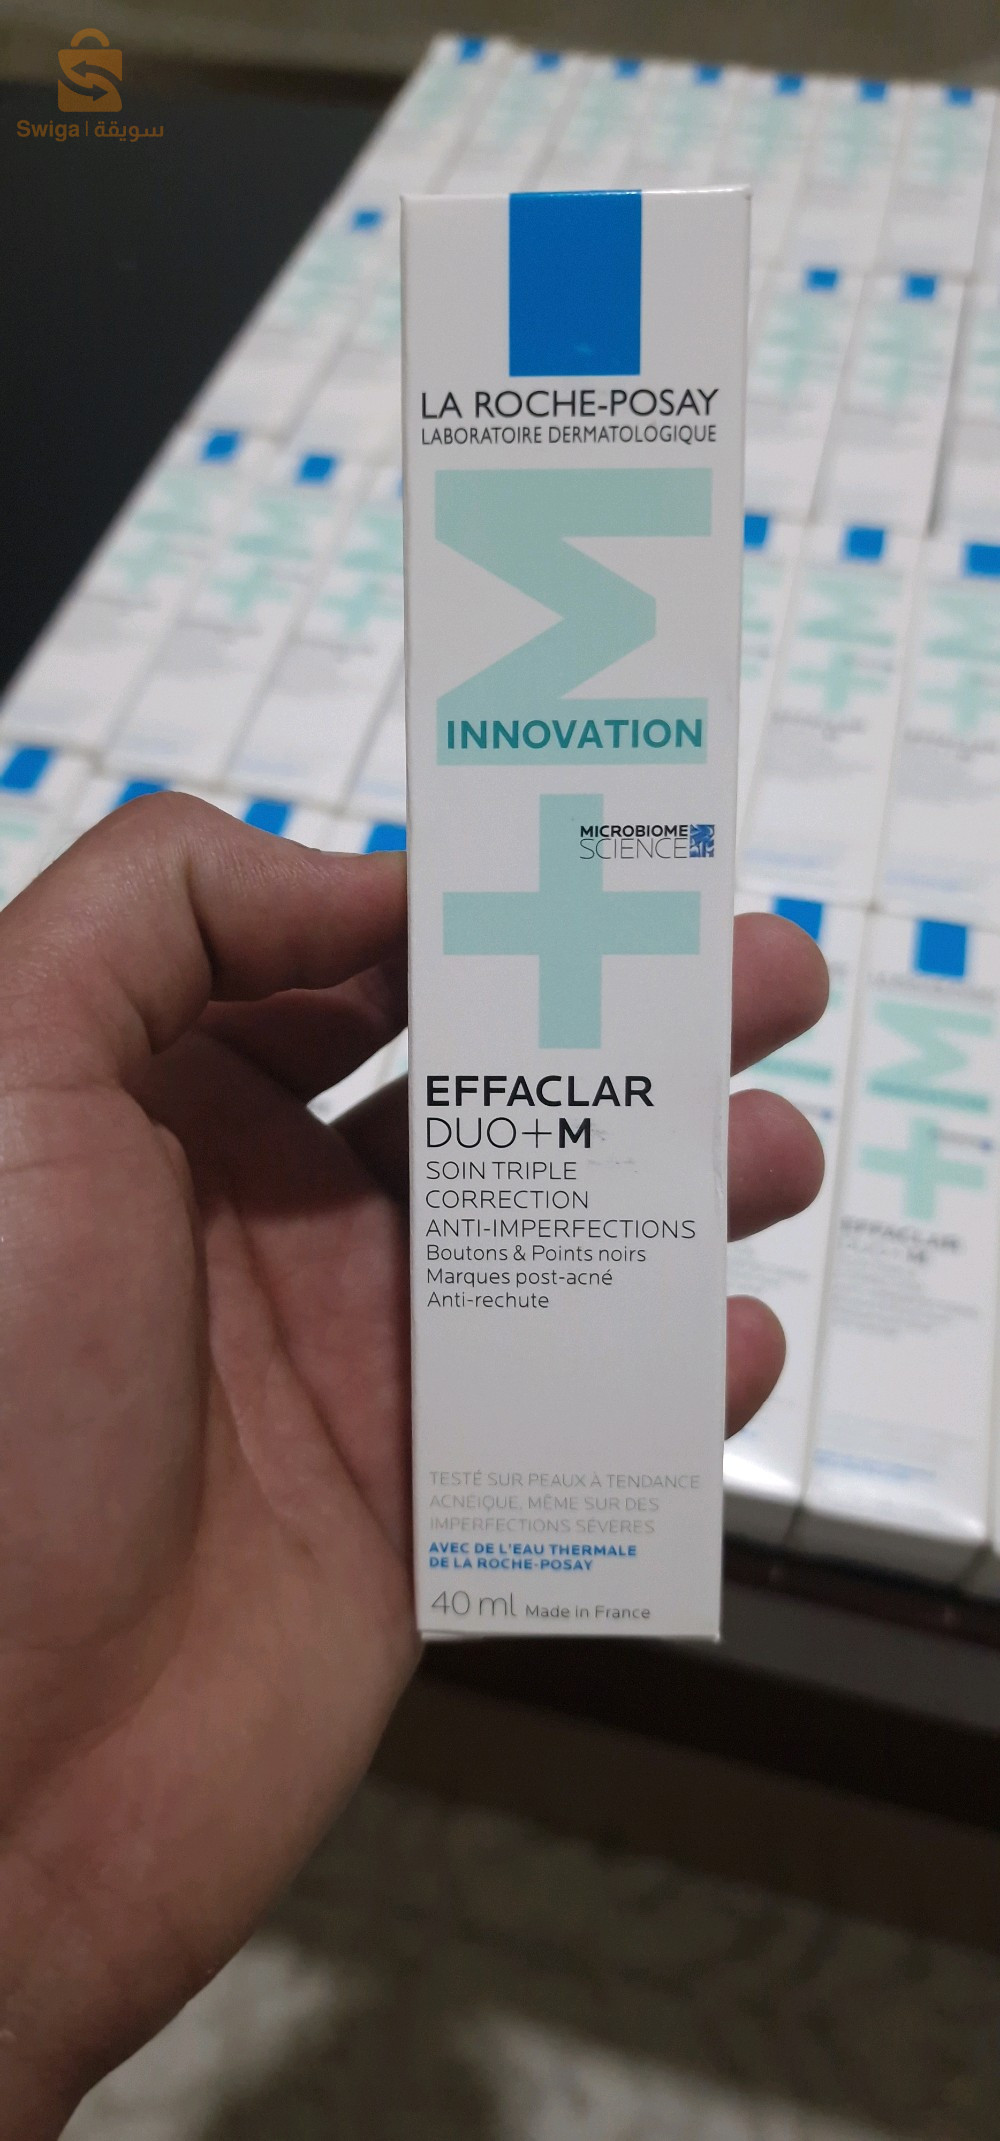 Swiga | سويقة
LA ROCHE-POSAY
LABORATOIRE DERMATOLOGIQUE
M
INNOVATION
+
MICROBIOME
SCIENCE
EFFACLAR
DUO+M
SOIN TRIPLE
CORRECTION
ANTI-IMPERFECTIONS
Boutons & Points noirs
Marques post-acné
Anti-rechute
TESTÉ SUR PEAUX À TENDANCE
ACNÉIQUE, MÊME SUR DES
IMPERFECTIONS SÉVÈRES
AVEC DE L'EAU THERMALE
DE LA ROCHE-POSAY
40 ml Made in France
EFFACLAR